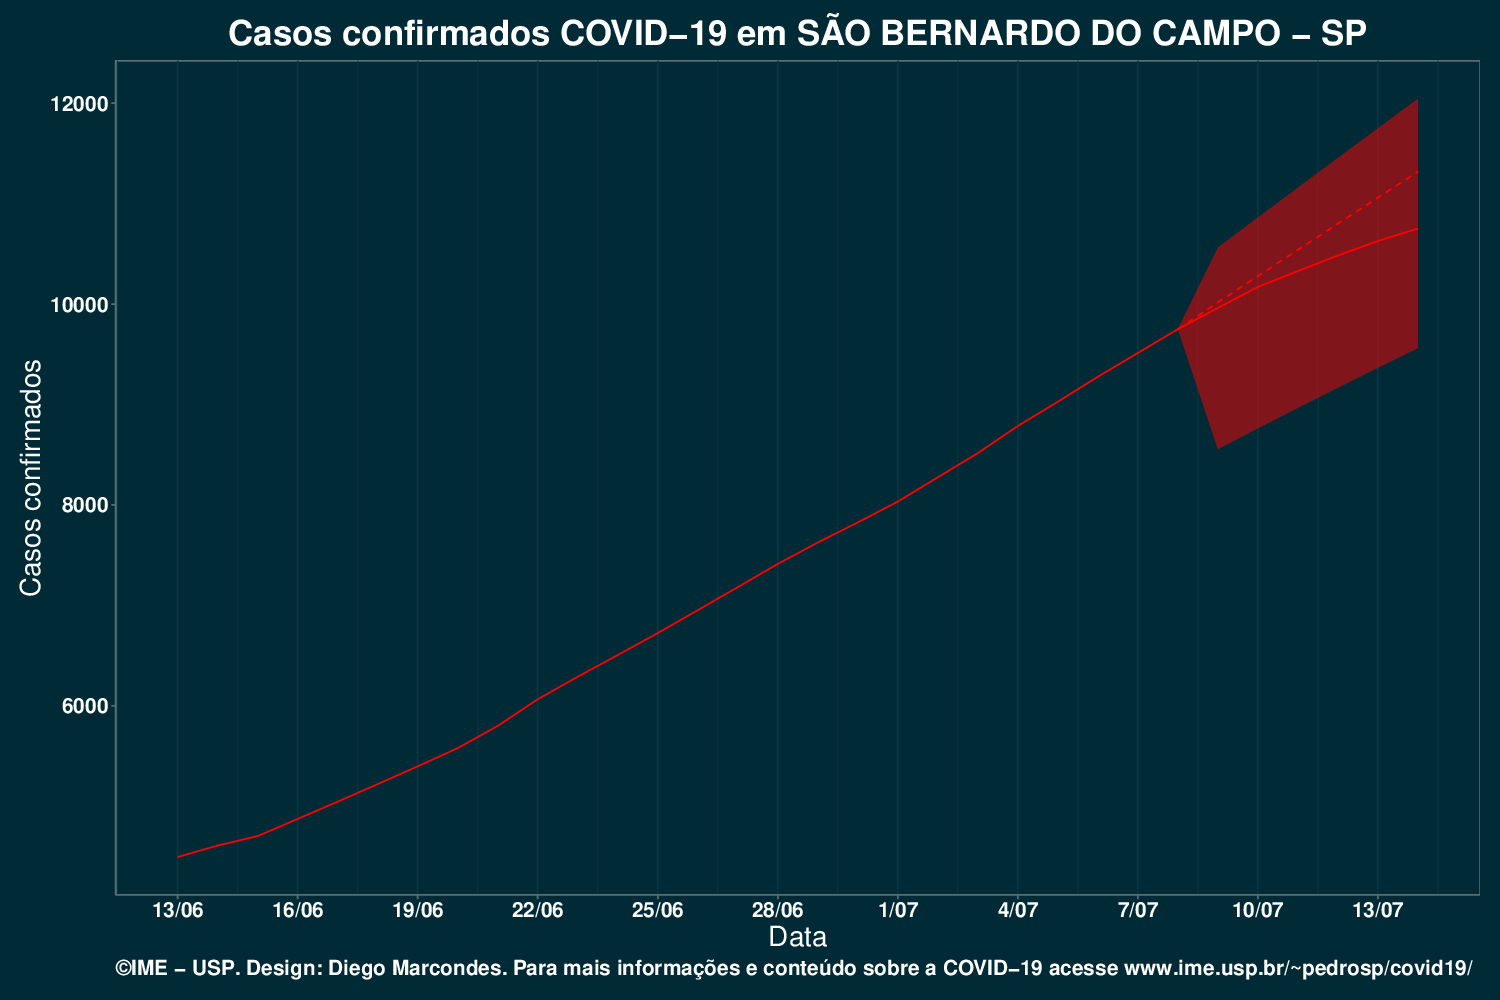 Casos confirmados COVID−19 em SÃO BERNARDO DO CAMPO − SP
Casos confirmados
12000
10000
8000
6000
13/06 16/06 19/06 22/06 25/06 28/06 1/07 4/07 7/07 10/07 13/07
Data
©IME − USP. Design: Diego Marcondes. Para mais informações e conteúdo sobre a COVID−19 acesse www.ime.usp.br/~pedrosp/covid19/